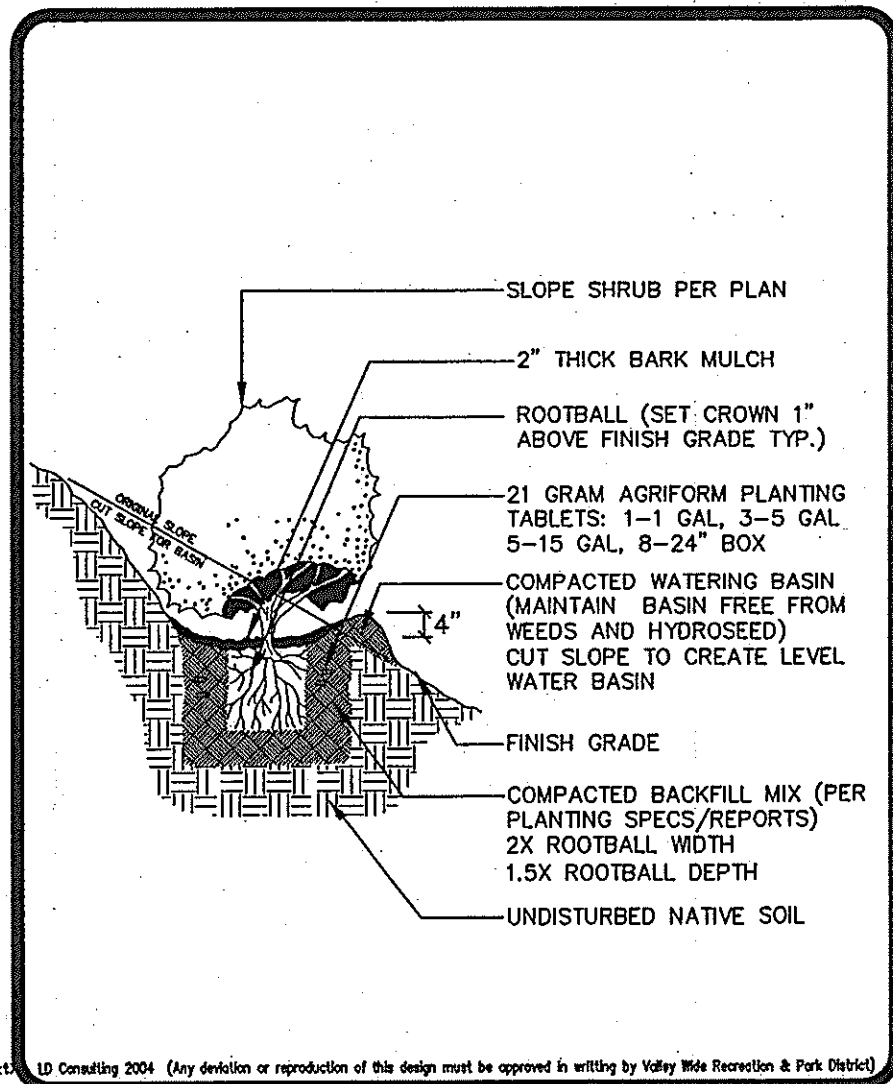 SLOPE SHRUB PER PLAN
2" THICK BARK MULCH
ROOTBALL (SET CROWN 1"
ABOVE FINISH GRADE TYP.)
21 GRAM AGRIFORM PLANTING
TABLETS: 1-1 GAL, 3-5 GAL
5-15 GAL, 8-24" BOX
ORIGINAL SLOPE
CUT SLOPE FOR BASIN
COMPACTED WATERING BASIN
(MAINTAIN BASIN FREE FROM
WEEDS AND HYDROSEED)
CUT SLOPE TO CREATE LEVEL
WATER BASIN
4"
FINISH GRADE
COMPACTED BACKFILL MIX (PER
PLANTING SPECS/REPORTS)
2X ROOTBALL WIDTH
1.5X ROOTBALL DEPTH
UNDISTURBED NATIVE SOIL
LD Consulting 2004 (Any deviation or reproduction of this design must be approved in writting by Valley Wide Recreation & Park District)